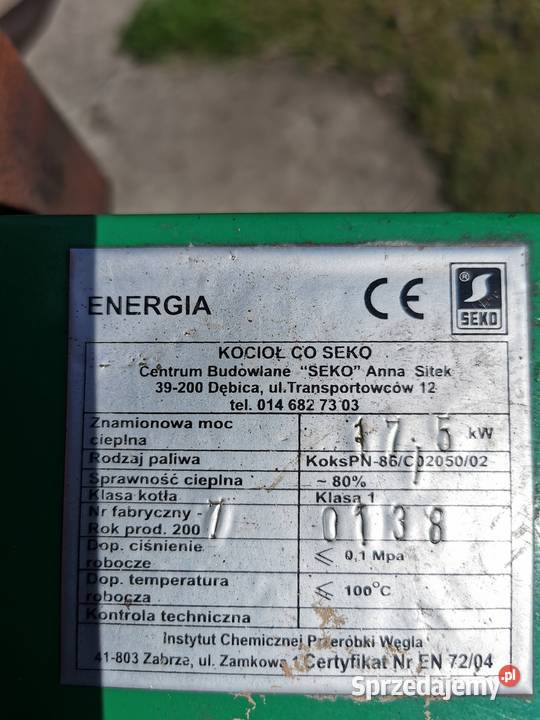 ENERGIA
CE
® SEKO
KOCIOŁ CO SEKO
Centrum Budowlane "SEKO" Anna Sitek
39-200 Dębica, ul.Transportowców 12
tel. 014 682 73 03
Znamionowa moc cieplna 17.5 kW
Rodzaj paliwa KoksPN-86/C02050/02
Sprawność cieplna ~ 80%
Klasa kotła Klasa 1
Nr fabryczny - 0138
Rok prod. 2007
Dop. ciśnienie robocze ≤ 0,1 Mpa
Dop. temperatura robocza ≤ 100°C
Kontrola techniczna
Instytut Chemicznej Przeróbki Węgla
41-803 Zabrze, ul. Zamkowa 1 Certyfikat Nr EN 72/04
Sprzedajemy.pl